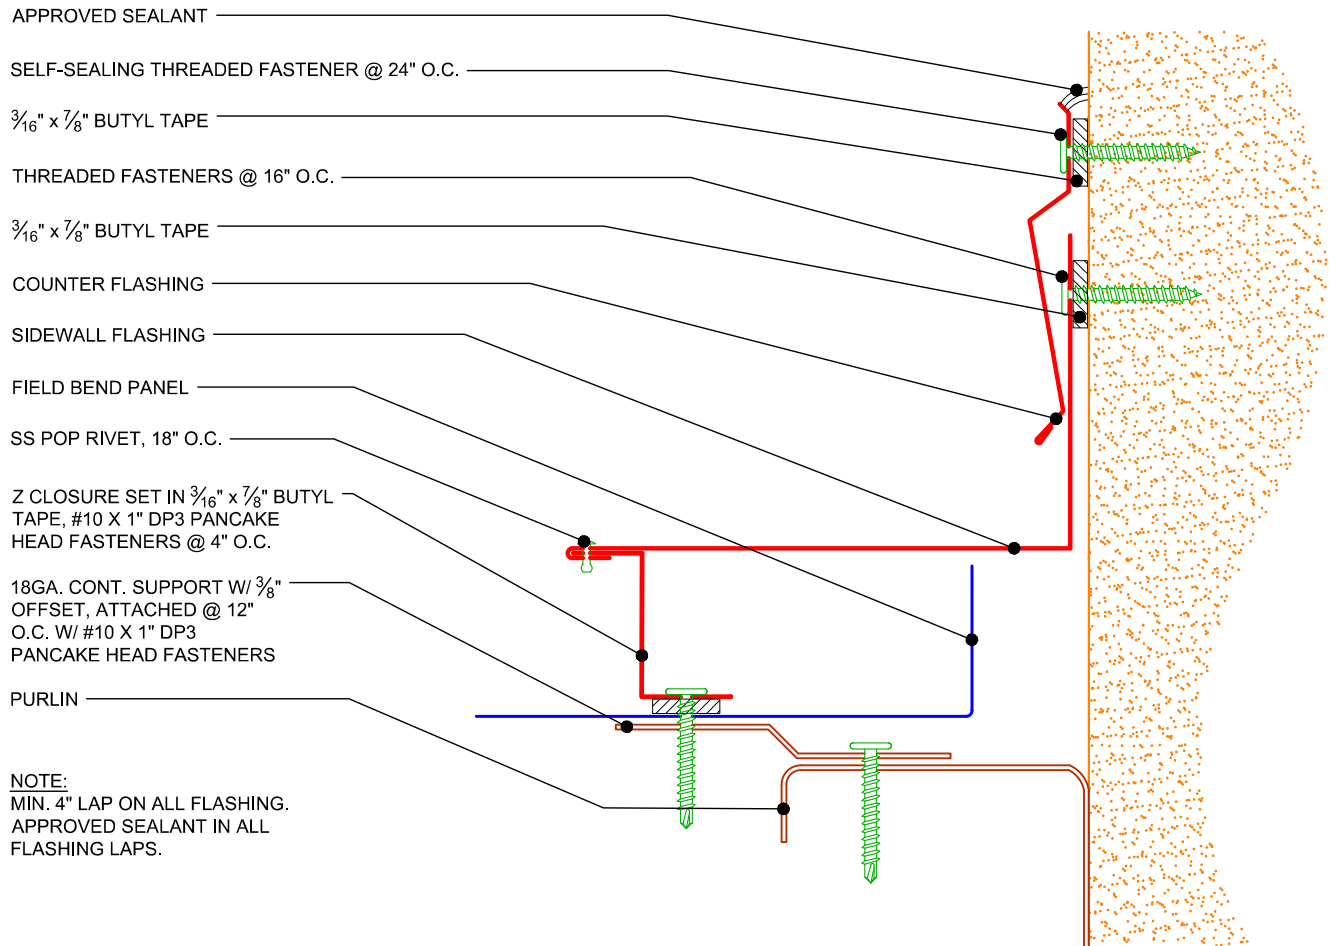 APPROVED SEALANT
SELF-SEALING THREADED FASTENER @ 24" O.C.
3/16" x 7/8" BUTYL TAPE
THREADED FASTENERS @ 16" O.C.
3/16" x 7/8" BUTYL TAPE
COUNTER FLASHING
SIDEWALL FLASHING
FIELD BEND PANEL
SS POP RIVET, 18" O.C.
Z CLOSURE SET IN 3/16" x 7/8" BUTYL
TAPE, #10 X 1" DP3 PANCAKE
HEAD FASTENERS @ 4" O.C.
18GA. CONT. SUPPORT W/ 3/8"
OFFSET, ATTACHED @ 12"
O.C. W/ #10 X 1" DP3
PANCAKE HEAD FASTENERS
PURLIN
NOTE:
MIN. 4" LAP ON ALL FLASHING.
APPROVED SEALANT IN ALL
FLASHING LAPS.